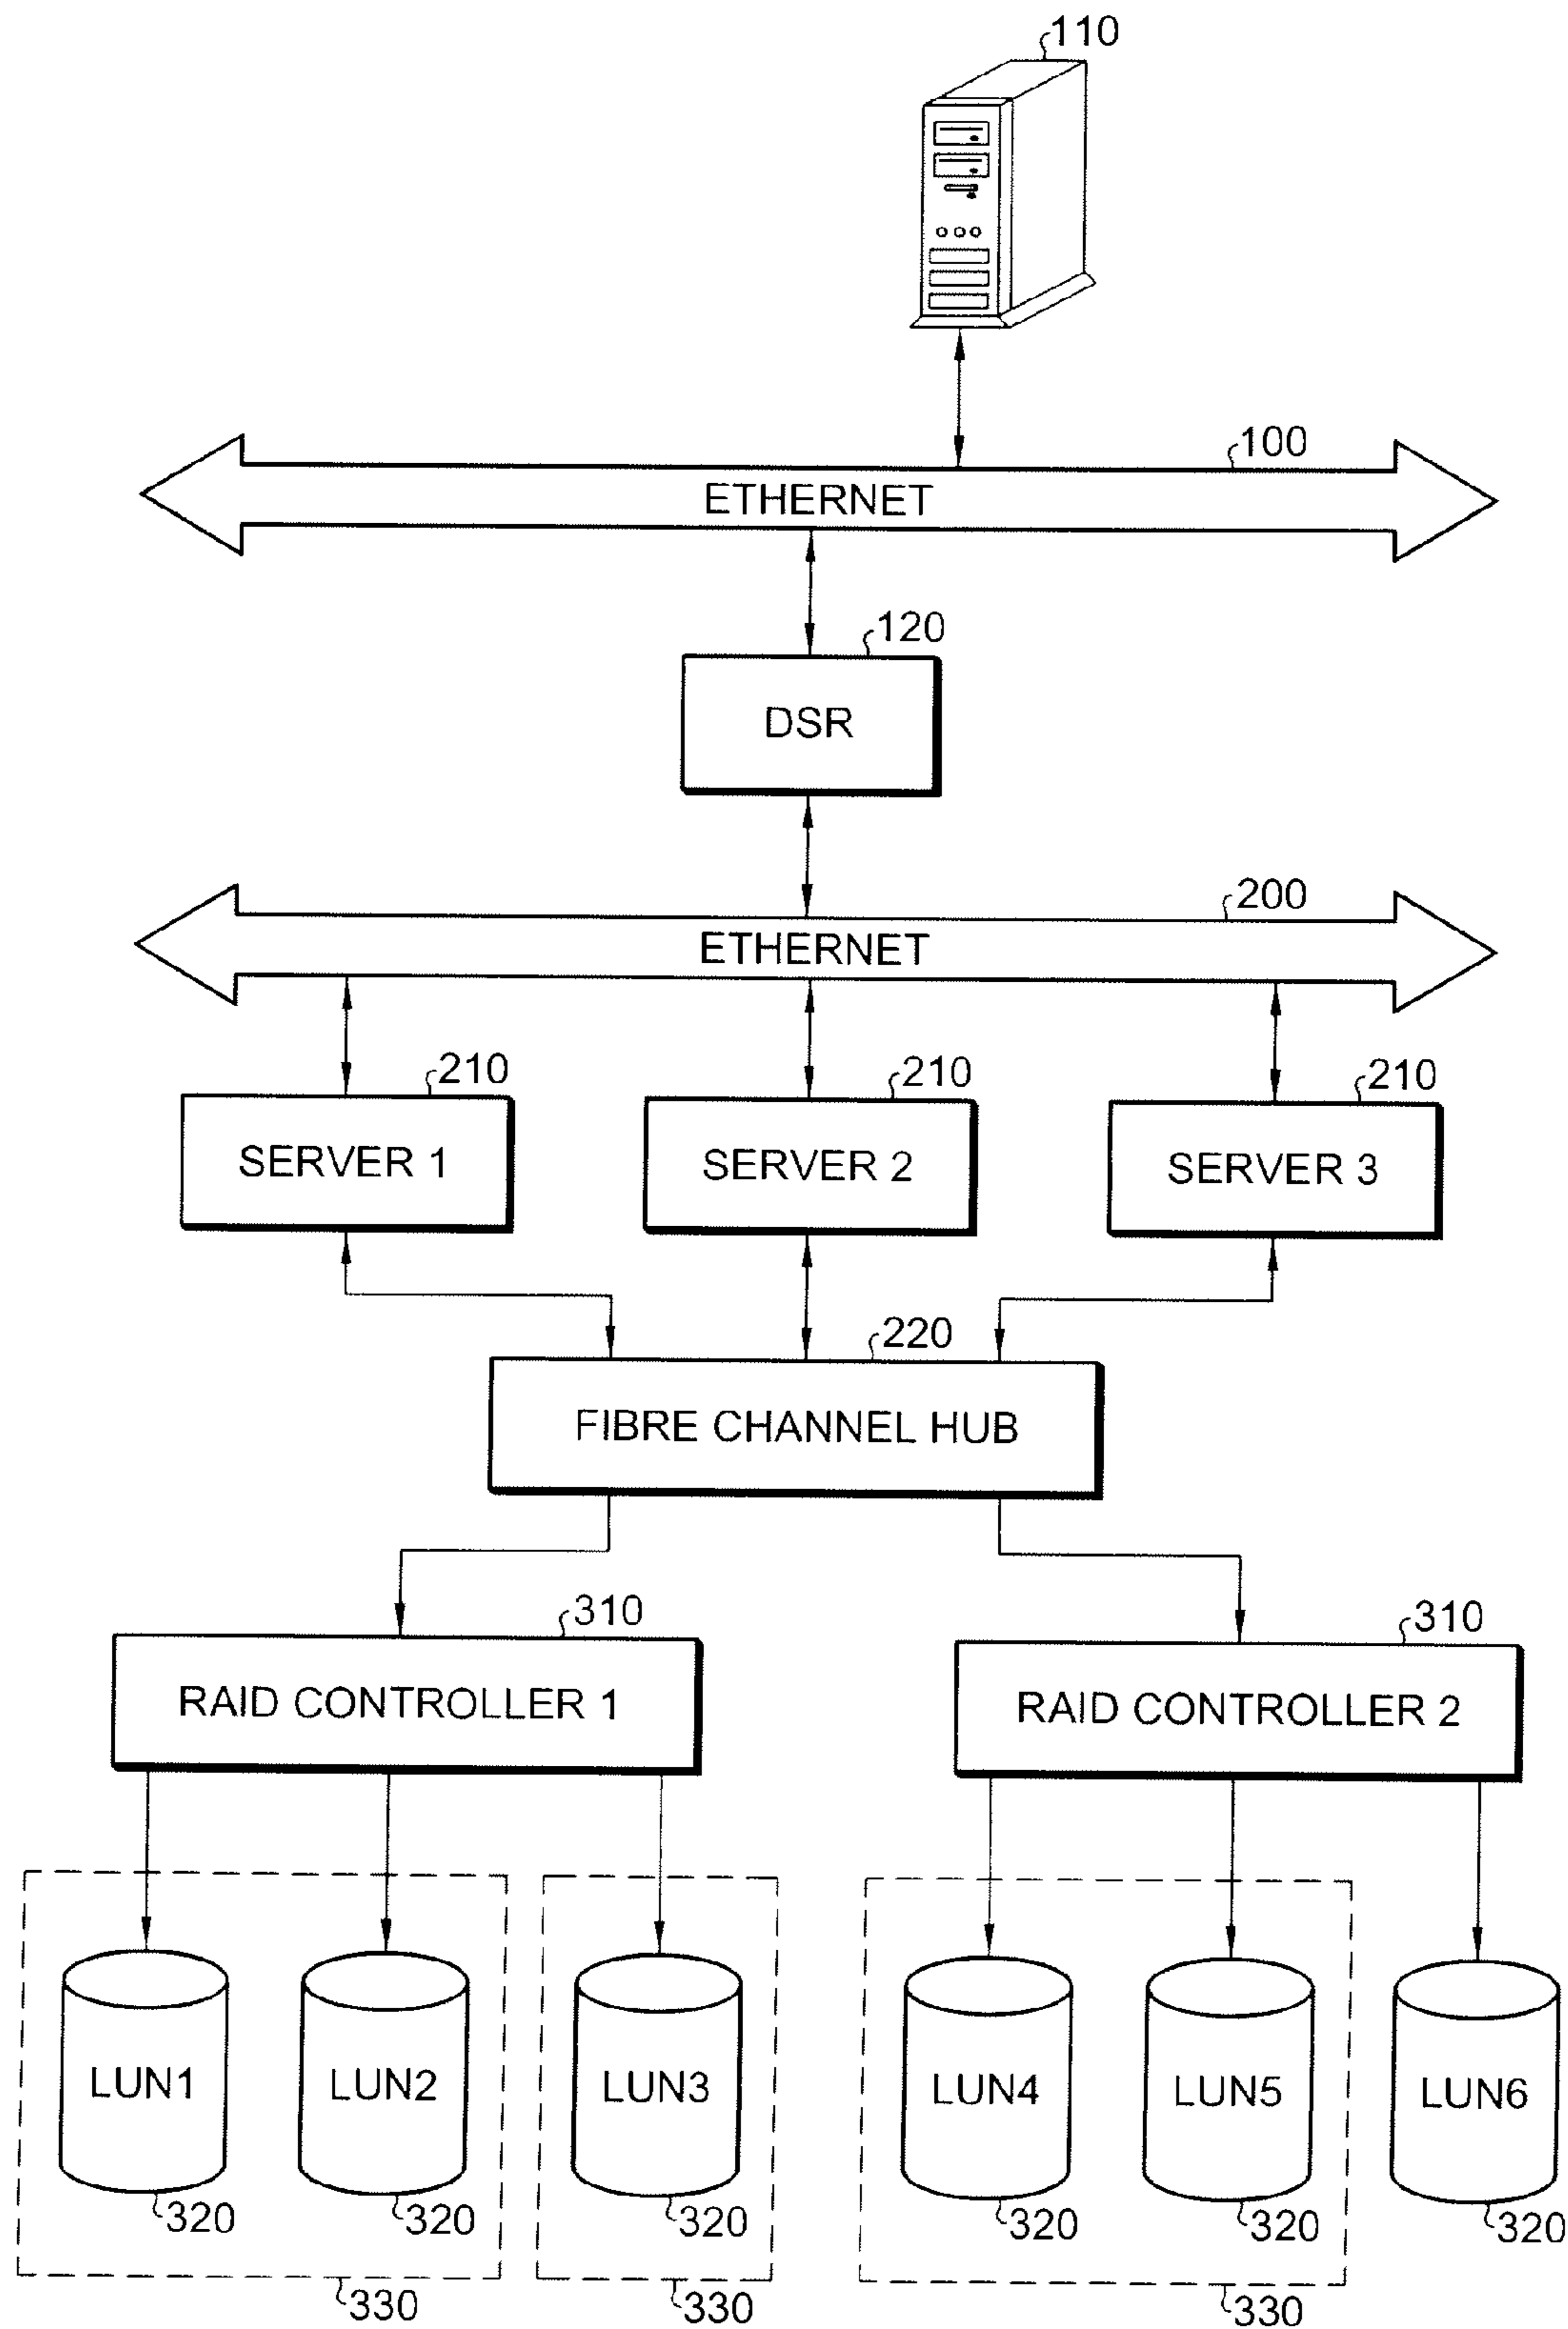 110
100
ETHERNET
120
DSR
200
ETHERNET
210
210
210
SERVER 1
SERVER 2
SERVER 3
220
FIBRE CHANNEL HUB
310
310
RAID CONTROLLER 1
RAID CONTROLLER 2
LUN1
LUN2
LUN3
LUN4
LUN5
LUN6
320
320
320
320
320
320
330
330
330